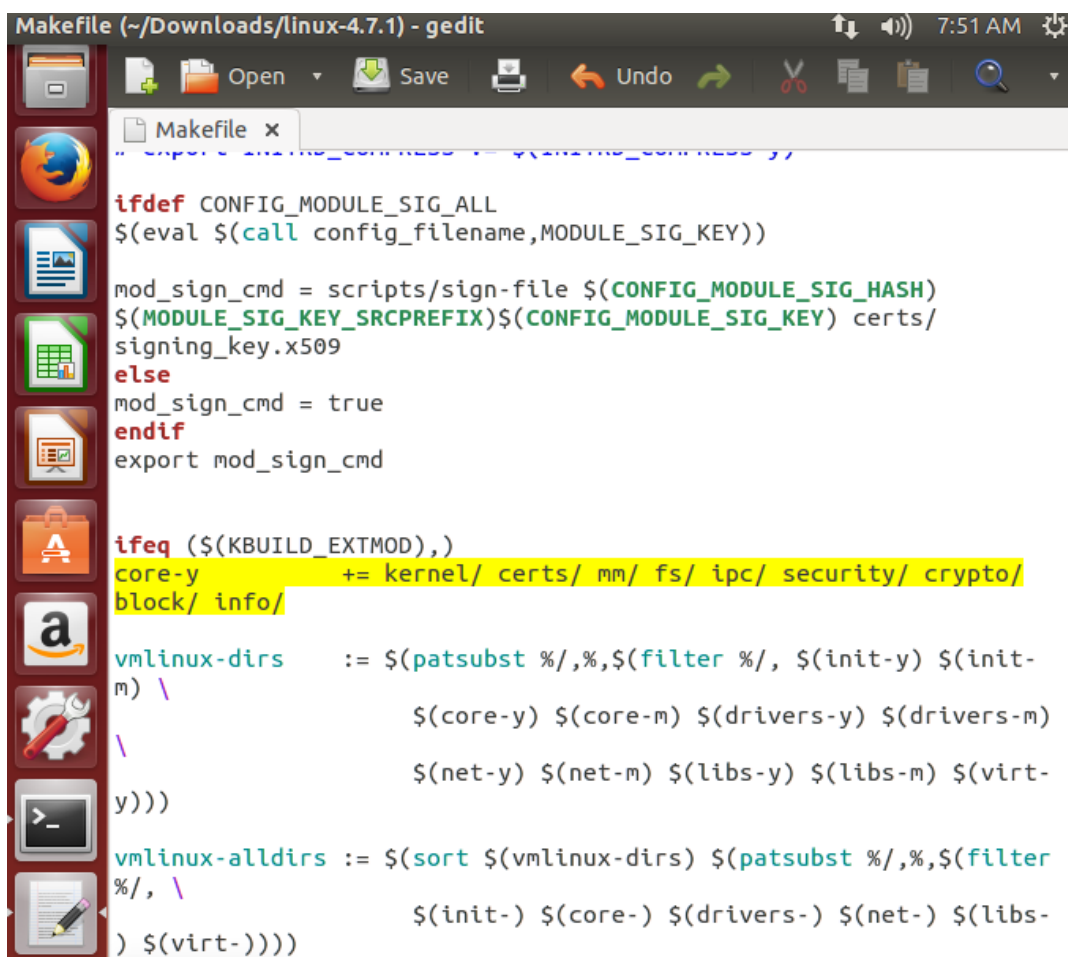 Makefile (~/Downloads/linux-4.7.1) - gedit 7:51 AM
Open Save Undo
Makefile
# export INITRD_COMPRESS := $(INITRD_COMPRESS-y)
ifdef CONFIG_MODULE_SIG_ALL
$(eval $(call config_filename,MODULE_SIG_KEY))
mod_sign_cmd = scripts/sign-file $(CONFIG_MODULE_SIG_HASH)
$(MODULE_SIG_KEY_SRCPREFIX)$(CONFIG_MODULE_SIG_KEY) certs/
signing_key.x509
else
mod_sign_cmd = true
endif
export mod_sign_cmd
ifeq ($(KBUILD_EXTMOD),)
core-y += kernel/ certs/ mm/ fs/ ipc/ security/ crypto/
block/ info/
vmlinux-dirs := $(patsubst %/,%,$(filter %/, $(init-y) $(init-
m) \
$(core-y) $(core-m) $(drivers-y) $(drivers-m)
\
$(net-y) $(net-m) $(libs-y) $(libs-m) $(virt-
y)))
vmlinux-alldirs := $(sort $(vmlinux-dirs) $(patsubst %/,%,$(filter
%/, \
$(init-) $(core-) $(drivers-) $(net-) $(libs-
) $(virt-))))